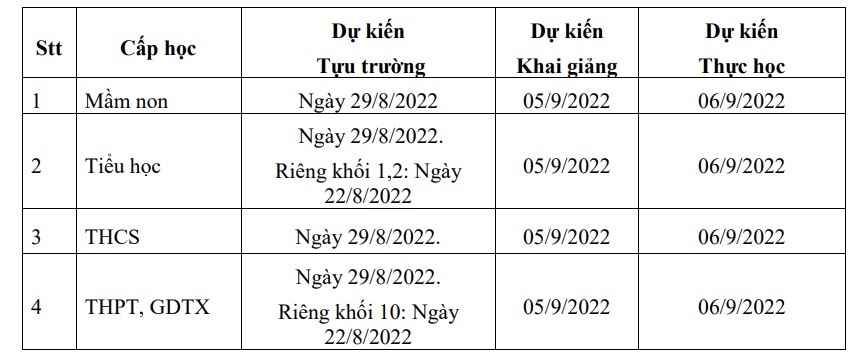 Stt Cấp học Dự kiến Tựu trường Dự kiến Khai giảng Dự kiến Thực học
1 Mầm non Ngày 29/8/2022 05/9/2022 06/9/2022
2 Tiểu học Ngày 29/8/2022. Riêng khối 1,2: Ngày 22/8/2022 05/9/2022 06/9/2022
3 THCS Ngày 29/8/2022. 05/9/2022 06/9/2022
4 THPT, GDTX Ngày 29/8/2022. Riêng khối 10: Ngày 22/8/2022 05/9/2022 06/9/2022